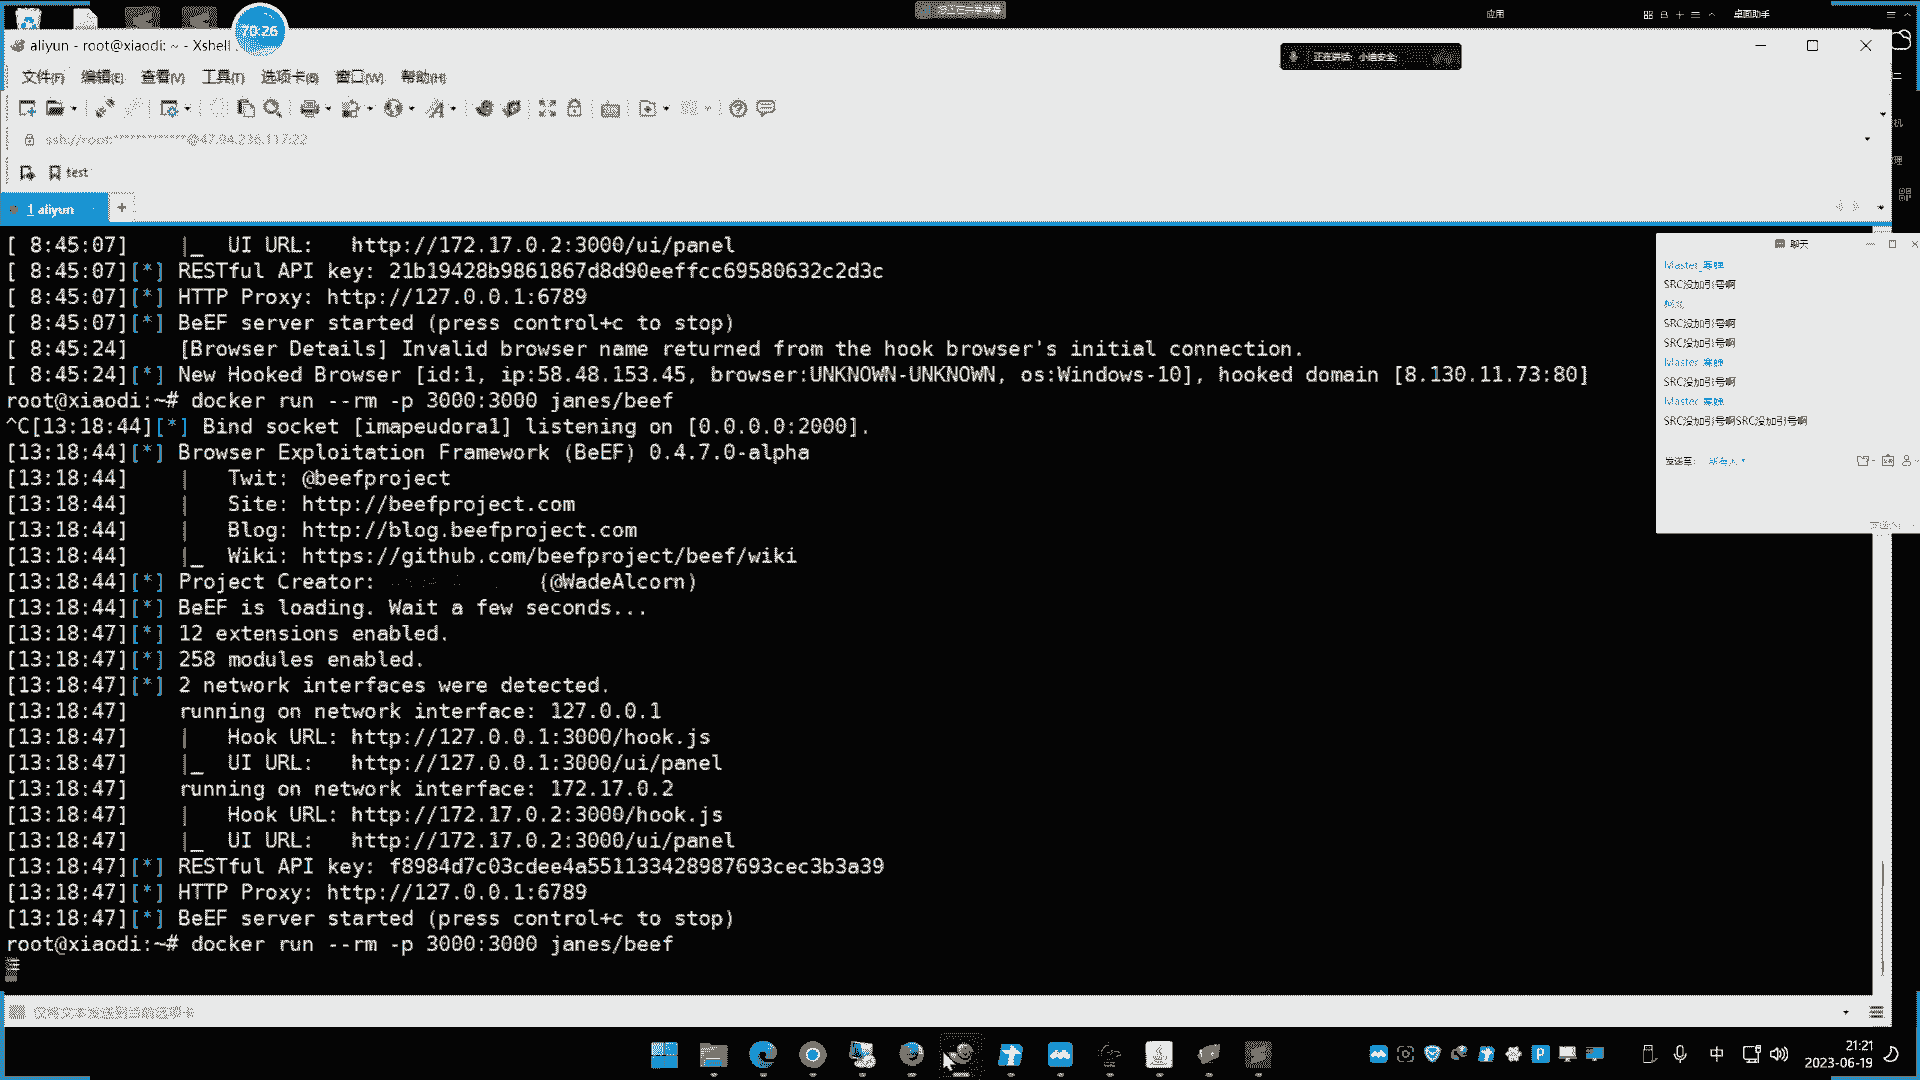 70:26
应用
桌面助手
aliyun - root@xiaodi: ~ - Xshell
正在讲话: 小迪安全;
文件(F) 编辑(E) 查看(V) 工具(T) 选项卡(B) 窗口(W) 帮助(H)
ssh://root:************@47.94.236.117:22
test
1 aliyun
+
[ 8:45:07]    |_  UI URL:   http://172.17.0.2:3000/ui/panel
[ 8:45:07][*] RESTful API key: 21b19428b9861867d8d90eeffcc69580632c2d3c
[ 8:45:07][*] HTTP Proxy: http://127.0.0.1:6789
[ 8:45:07][*] BeEF server started (press control+c to stop)
[ 8:45:24]    [Browser Details] Invalid browser name returned from the hook browser's initial connection.
[ 8:45:24][*] New Hooked Browser [id:1, ip:58.48.153.45, browser:UNKNOWN-UNKNOWN, os:Windows-10], hooked domain [8.130.11.73:80]
root@xiaodi:~# docker run --rm -p 3000:3000 janes/beef
^C[13:18:44][*] Bind socket [imapeudora1] listening on [0.0.0.0:2000].
[13:18:44][*] Browser Exploitation Framework (BeEF) 0.4.7.0-alpha
[13:18:44]    |   Twit: @beefproject
[13:18:44]    |   Site: http://beefproject.com
[13:18:44]    |   Blog: http://blog.beefproject.com
[13:18:44]    |_  Wiki: https://github.com/beefproject/beef/wiki
[13:18:44][*] Project Creator: (@WadeAlcorn)
[13:18:44][*] BeEF is loading. Wait a few seconds...
[13:18:47][*] 12 extensions enabled.
[13:18:47][*] 258 modules enabled.
[13:18:47][*] 2 network interfaces were detected.
[13:18:47]    running on network interface: 127.0.0.1
[13:18:47]    |   Hook URL: http://127.0.0.1:3000/hook.js
[13:18:47]    |_  UI URL:   http://127.0.0.1:3000/ui/panel
[13:18:47]    running on network interface: 172.17.0.2
[13:18:47]    |   Hook URL: http://172.17.0.2:3000/hook.js
[13:18:47]    |_  UI URL:   http://172.17.0.2:3000/ui/panel
[13:18:47][*] RESTful API key: f8984d7c03cdee4a551133428987693cec3b3a39
[13:18:47][*] HTTP Proxy: http://127.0.0.1:6789
[13:18:47][*] BeEF server started (press control+c to stop)
root@xiaodi:~# docker run --rm -p 3000:3000 janes/beef
聊天
SRC没加引号啊
SRC没加引号啊
SRC没加引号啊
SRC没加引号啊
SRC没加引号啊SRC没加引号啊
发送至:
仅将文本发送到当前选项卡
中
21:21
2023-06-19